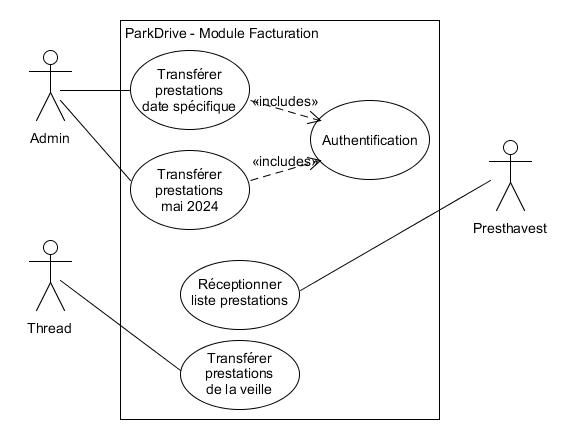 ParkDrive - Module Facturation
Transférer
prestations
date spécifique
«includes»
Admin
Authentification
«includes»
Transférer
prestations
mai 2024
Presthavest
Réceptionner
liste prestations
Thread
Transférer
prestations
de la veille